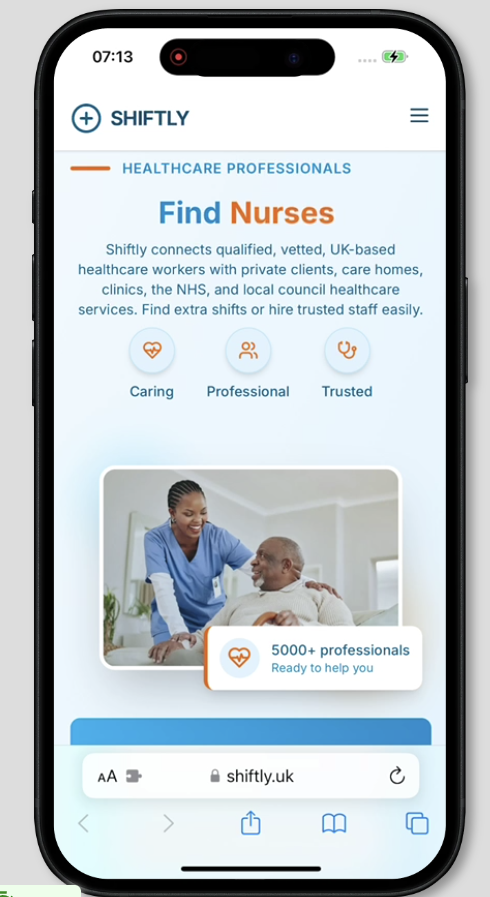 07:13
SHIFTLY
HEALTHCARE PROFESSIONALS
Find Nurses
Shiftly connects qualified, vetted, UK-based
healthcare workers with private clients, care homes,
clinics, the NHS, and local council healthcare
services. Find extra shifts or hire trusted staff easily.
Caring Professional Trusted
5000+ professionals
Ready to help you
AA shiftly.uk